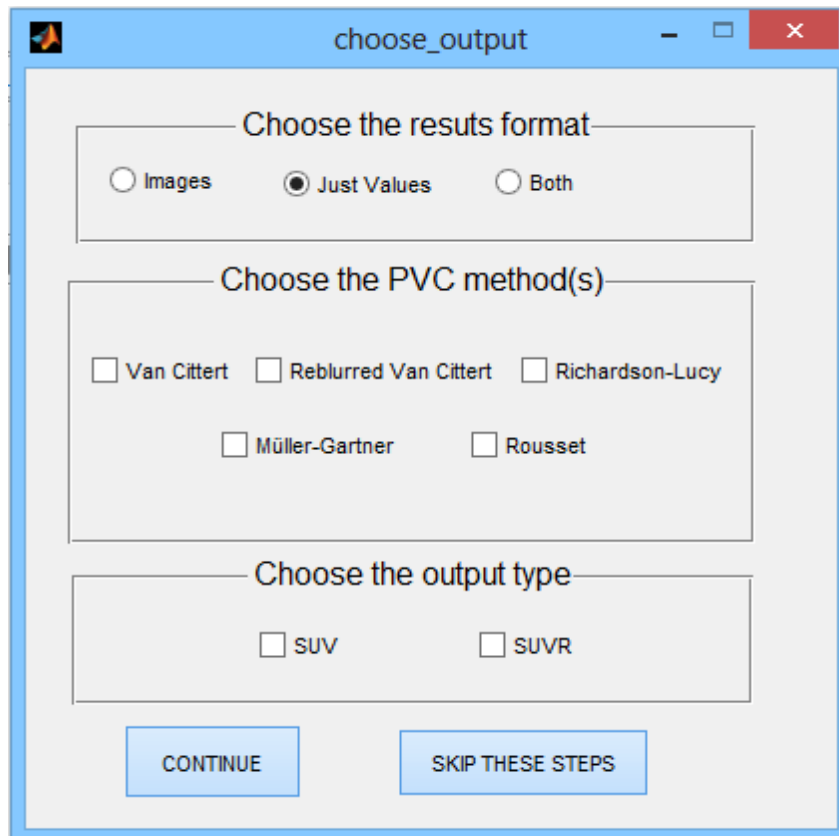 choose_output
Choose the resuts format
Images Just Values Both
Choose the PVC method(s)
Van Cittert Reblurred Van Cittert Richardson-Lucy
Müller-Gartner Rousset
Choose the output type
SUV SUVR
CONTINUE SKIP THESE STEPS